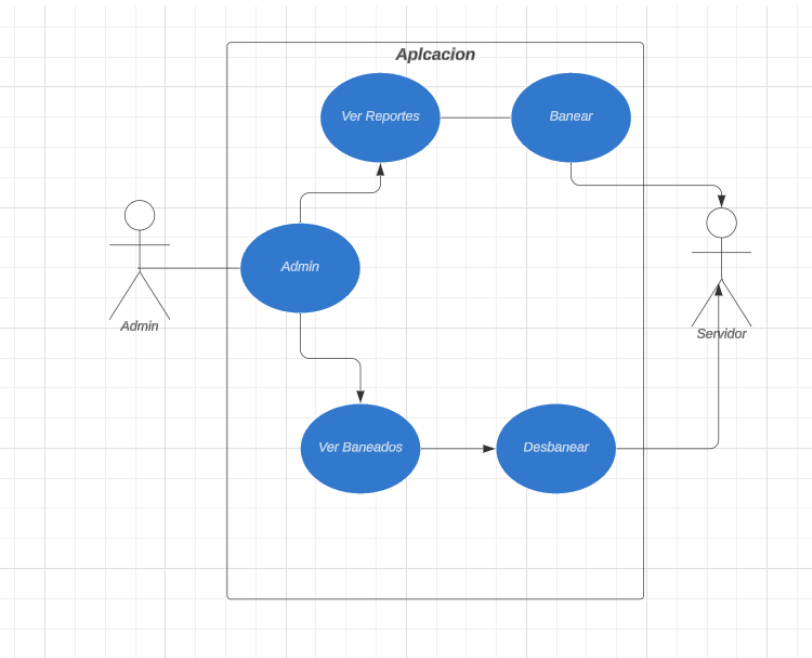 Aplcacion
Ver Reportes
Banear
Admin
Admin
Servidor
Ver Baneados
Desbanear